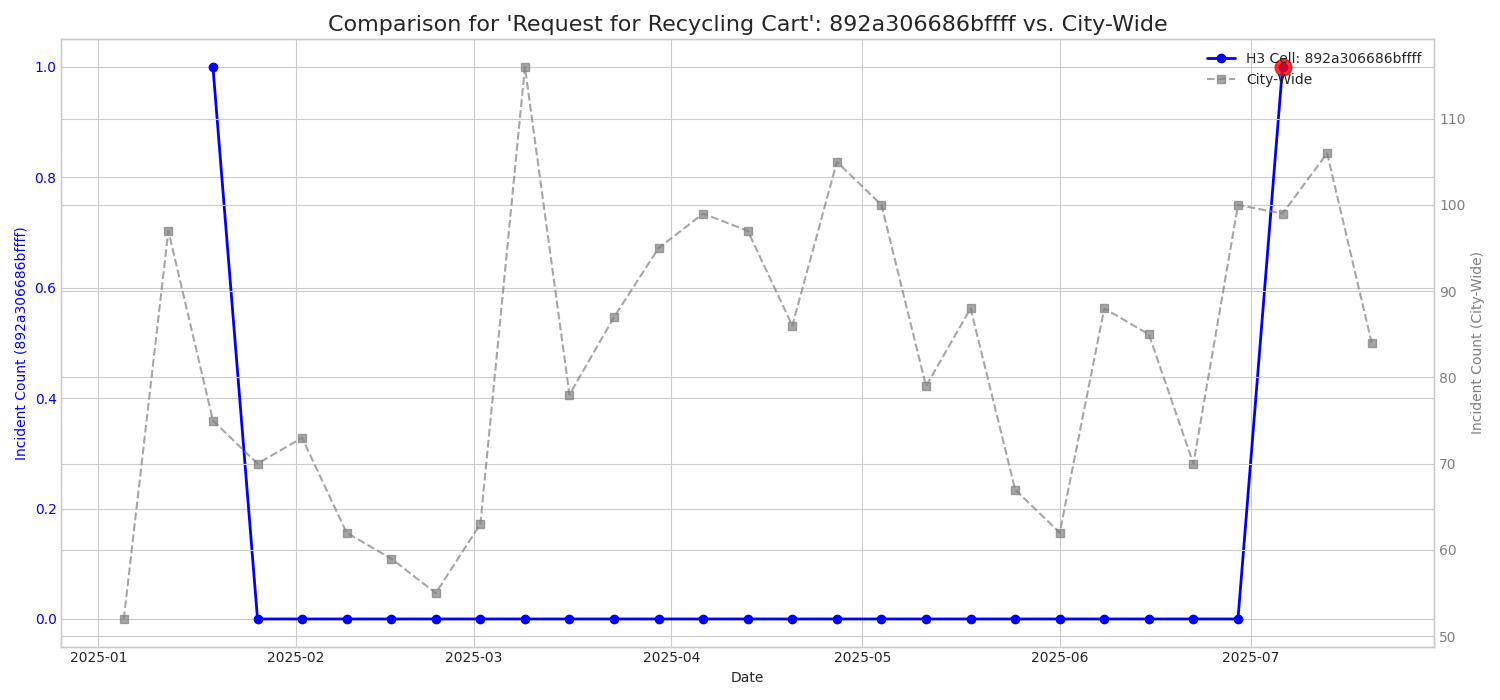 Comparison for 'Request for Recycling Cart': 892a306686bffff vs. City-Wide
H3 Cell: 892a306686bffff
City-Wide
Incident Count (892a306686bffff)
1.0
0.8
0.6
0.4
0.2
0.0
110
100
90
80
70
60
50
Incident Count (City-Wide)
2025-01 2025-02 2025-03 2025-04 2025-05 2025-06 2025-07
Date